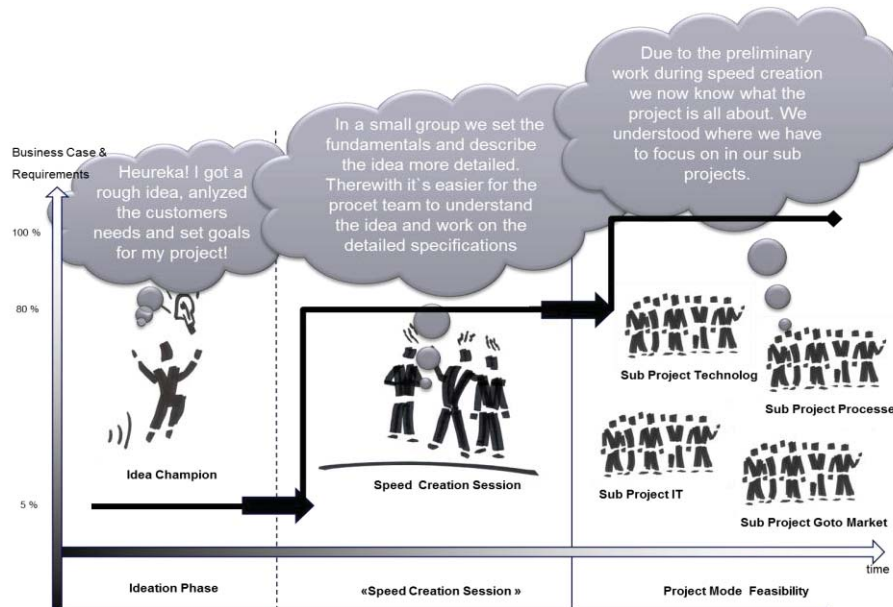 Due to the preliminary
work during speed creation
we now know what the
project is all about. We
understood where we have
to focus on in our sub
projects.
In a small group we set the
fundamentals and describe
the idea more detailed.
Therewith it`s easier for the
procet team to understand
the idea and work on the
detailed specifications
Business Case &
Requirements
Heureka! I got a
rough idea, anlyzed
the customers
needs and set goals
for my project!
100 %
80 %
5 %
Idea Champion
Speed Creation Session
Sub Project Technolog
Sub Project Processe
Sub Project IT
Sub Project Goto Market
time
Ideation Phase
«Speed Creation Session »
Project Mode Feasibility